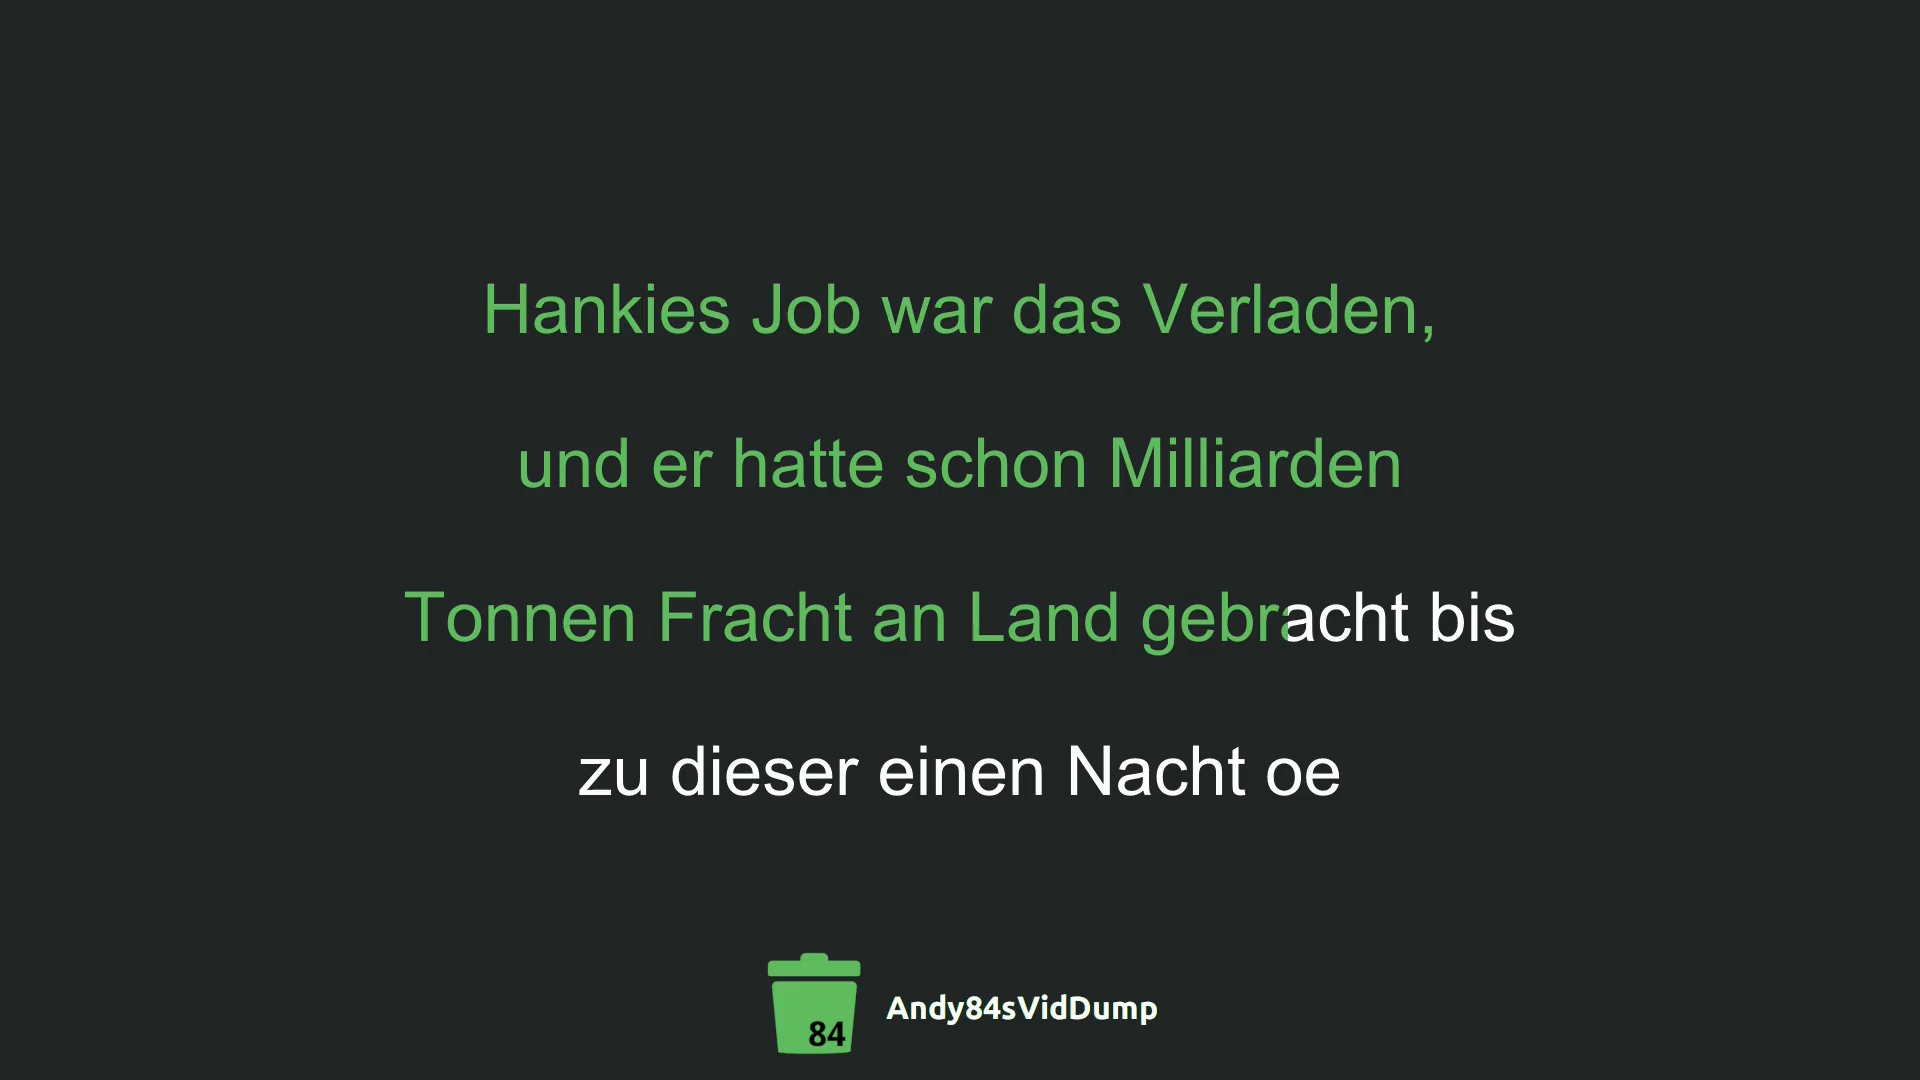 Hankies Job war das Verladen,
und er hatte schon Milliarden
Tonnen Fracht an Land gebracht bis
zu dieser einen Nacht oe
84
Andy84sVidDump